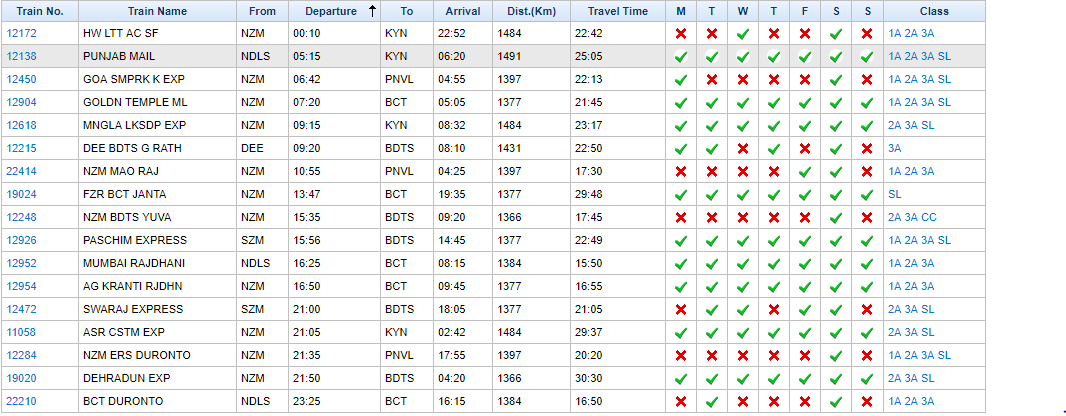 Train No. Train Name From Departure To Arrival Dist.(Km) Travel Time M T W T F S S Class
12172 HW LTT AC SF NZM 00:10 KYN 22:52 1484 22:42 1A 2A 3A
12138 PUNJAB MAIL NDLS 05:15 KYN 06:20 1491 25:05 1A 2A 3A SL
12450 GOA SMPRK K EXP NZM 06:42 PNVL 04:55 1397 22:13 1A 2A 3A SL
12904 GOLDN TEMPLE ML NZM 07:20 BCT 05:05 1377 21:45 1A 2A 3A SL
12618 MNGLA LKSDP EXP NZM 09:15 KYN 08:32 1484 23:17 2A 3A SL
12215 DEE BDTS G RATH DEE 09:20 BDTS 08:10 1431 22:50 3A
22414 NZM MAO RAJ NZM 10:55 PNVL 04:25 1397 17:30 1A 2A 3A
19024 FZR BCT JANTA NZM 13:47 BCT 19:35 1377 29:48 SL
12248 NZM BDTS YUVA NZM 15:35 BDTS 09:20 1366 17:45 2A 3A CC
12926 PASCHIM EXPRESS SZM 15:56 BDTS 14:45 1377 22:49 1A 2A 3A SL
12952 MUMBAI RAJDHANI NDLS 16:25 BCT 08:15 1384 15:50 1A 2A 3A
12954 AG KRANTI RJDHN NZM 16:50 BCT 09:45 1377 16:55 1A 2A 3A
12472 SWARAJ EXPRESS SZM 21:00 BDTS 18:05 1377 21:05 2A 3A SL
11058 ASR CSTM EXP NZM 21:05 KYN 02:42 1484 29:37 2A 3A SL
12284 NZM ERS DURONTO NZM 21:35 PNVL 17:55 1397 20:20 1A 2A 3A SL
19020 DEHRADUN EXP NZM 21:50 BDTS 04:20 1366 30:30 2A 3A SL
22210 BCT DURONTO NDLS 23:25 BCT 16:15 1384 16:50 1A 2A 3A